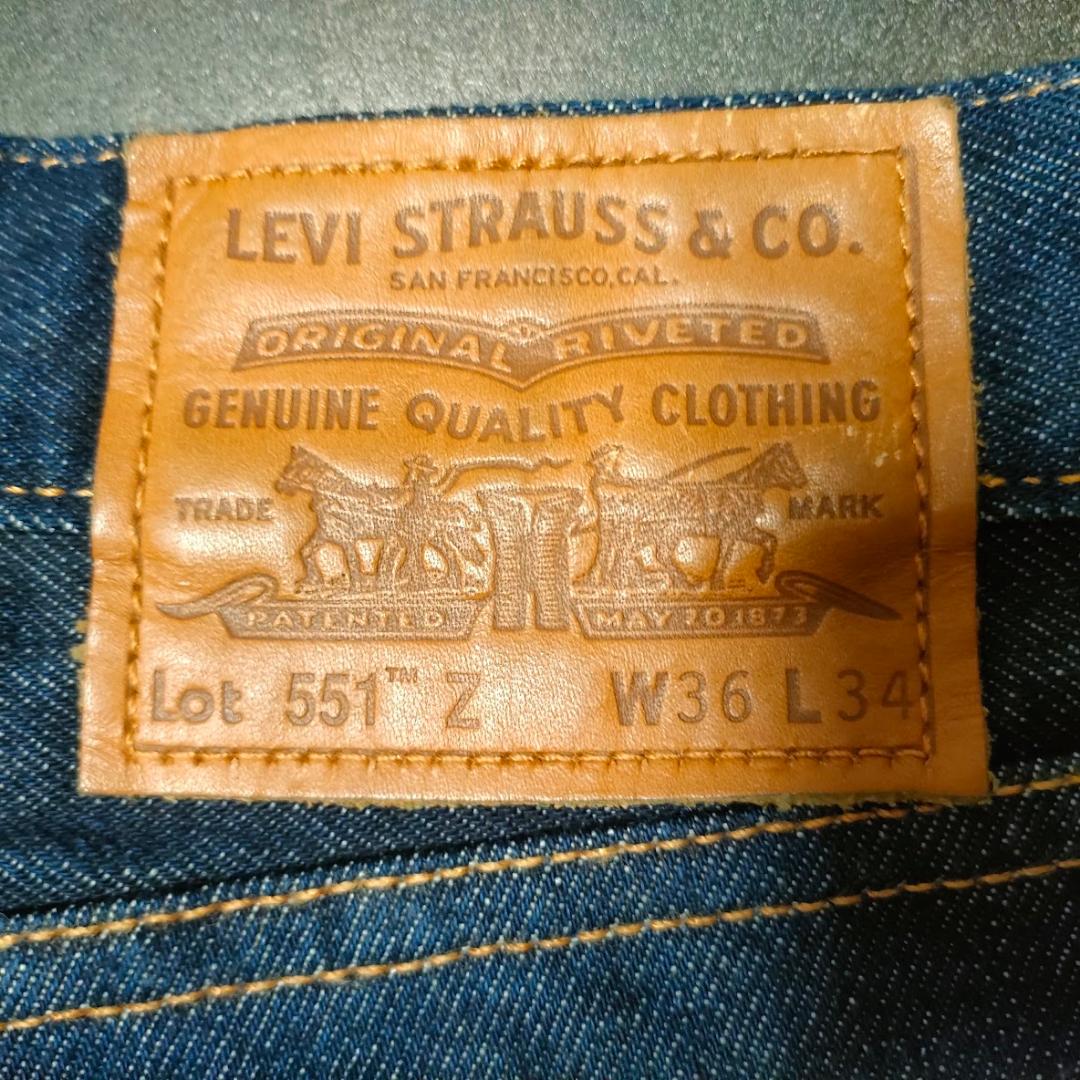 LEVI STRAUSS & CO.
SAN FRANCISCO, CAL.
ORIGINAL RIVETED
GENUINE QUALITY CLOTHING
TRADE MARK
PATENTED MAY 20 1873
Lot 551™ Z W36 L34